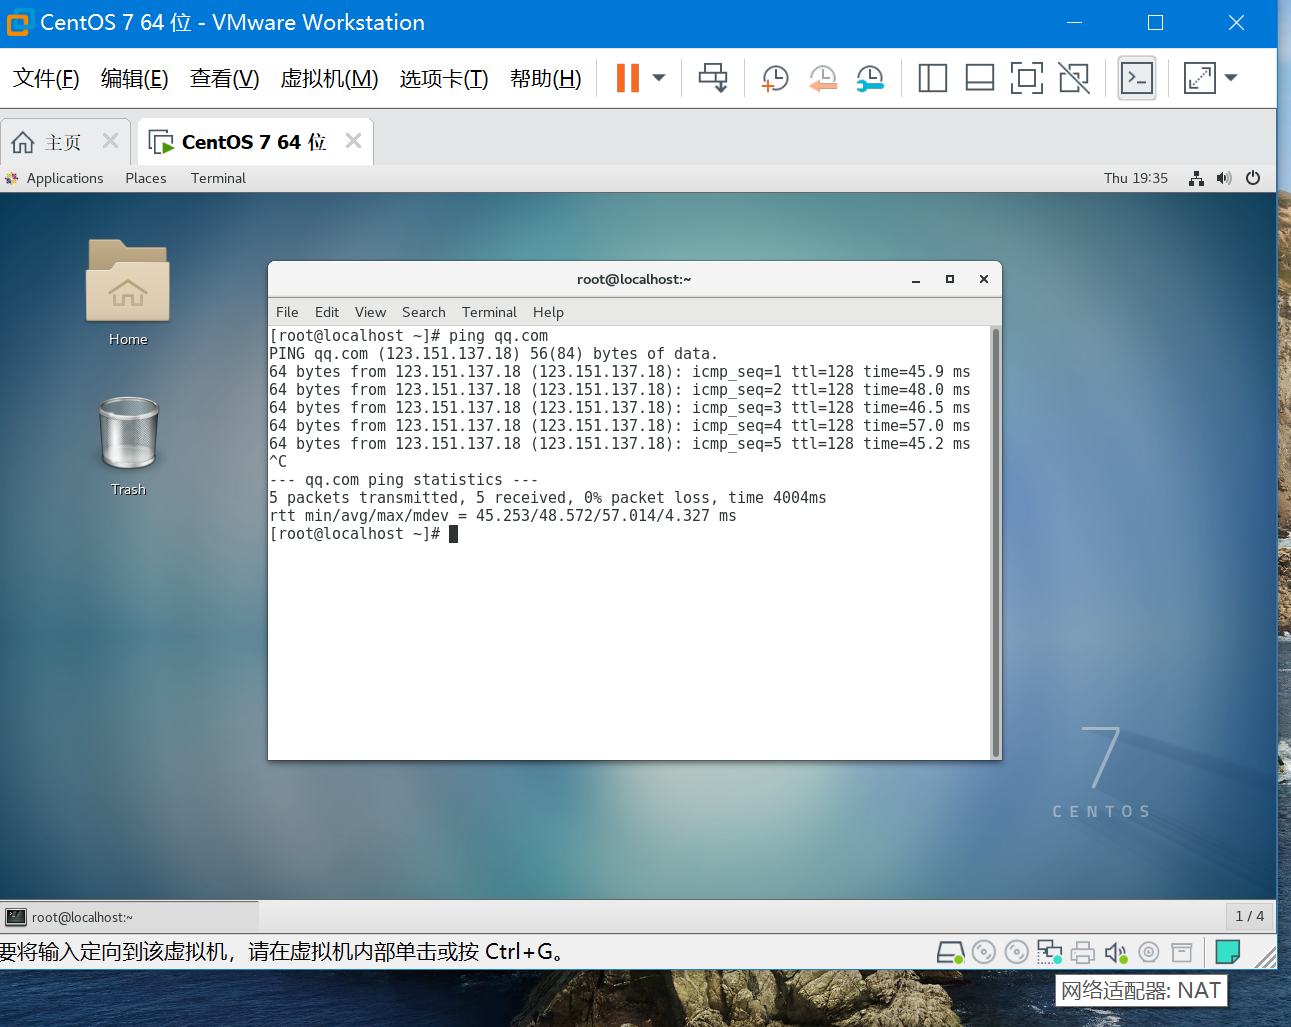 CentOS 7 64 位 - VMware Workstation
文件(F) 编辑(E) 查看(V) 虚拟机(M) 选项卡(T) 帮助(H)
主页 CentOS 7 64 位
Applications Places Terminal Thu 19:35
Home
Trash
root@localhost:~
File Edit View Search Terminal Help
[root@localhost ~]# ping qq.com
PING qq.com (123.151.137.18) 56(84) bytes of data.
64 bytes from 123.151.137.18 (123.151.137.18): icmp_seq=1 ttl=128 time=45.9 ms
64 bytes from 123.151.137.18 (123.151.137.18): icmp_seq=2 ttl=128 time=48.0 ms
64 bytes from 123.151.137.18 (123.151.137.18): icmp_seq=3 ttl=128 time=46.5 ms
64 bytes from 123.151.137.18 (123.151.137.18): icmp_seq=4 ttl=128 time=57.0 ms
64 bytes from 123.151.137.18 (123.151.137.18): icmp_seq=5 ttl=128 time=45.2 ms
^C
--- qq.com ping statistics ---
5 packets transmitted, 5 received, 0% packet loss, time 4004ms
rtt min/avg/max/mdev = 45.253/48.572/57.014/4.327 ms
[root@localhost ~]#
7
CENTOS
root@localhost:~ 1 / 4
要将输入定向到该虚拟机，请在虚拟机内部单击或按 Ctrl+G。
网络适配器: NAT